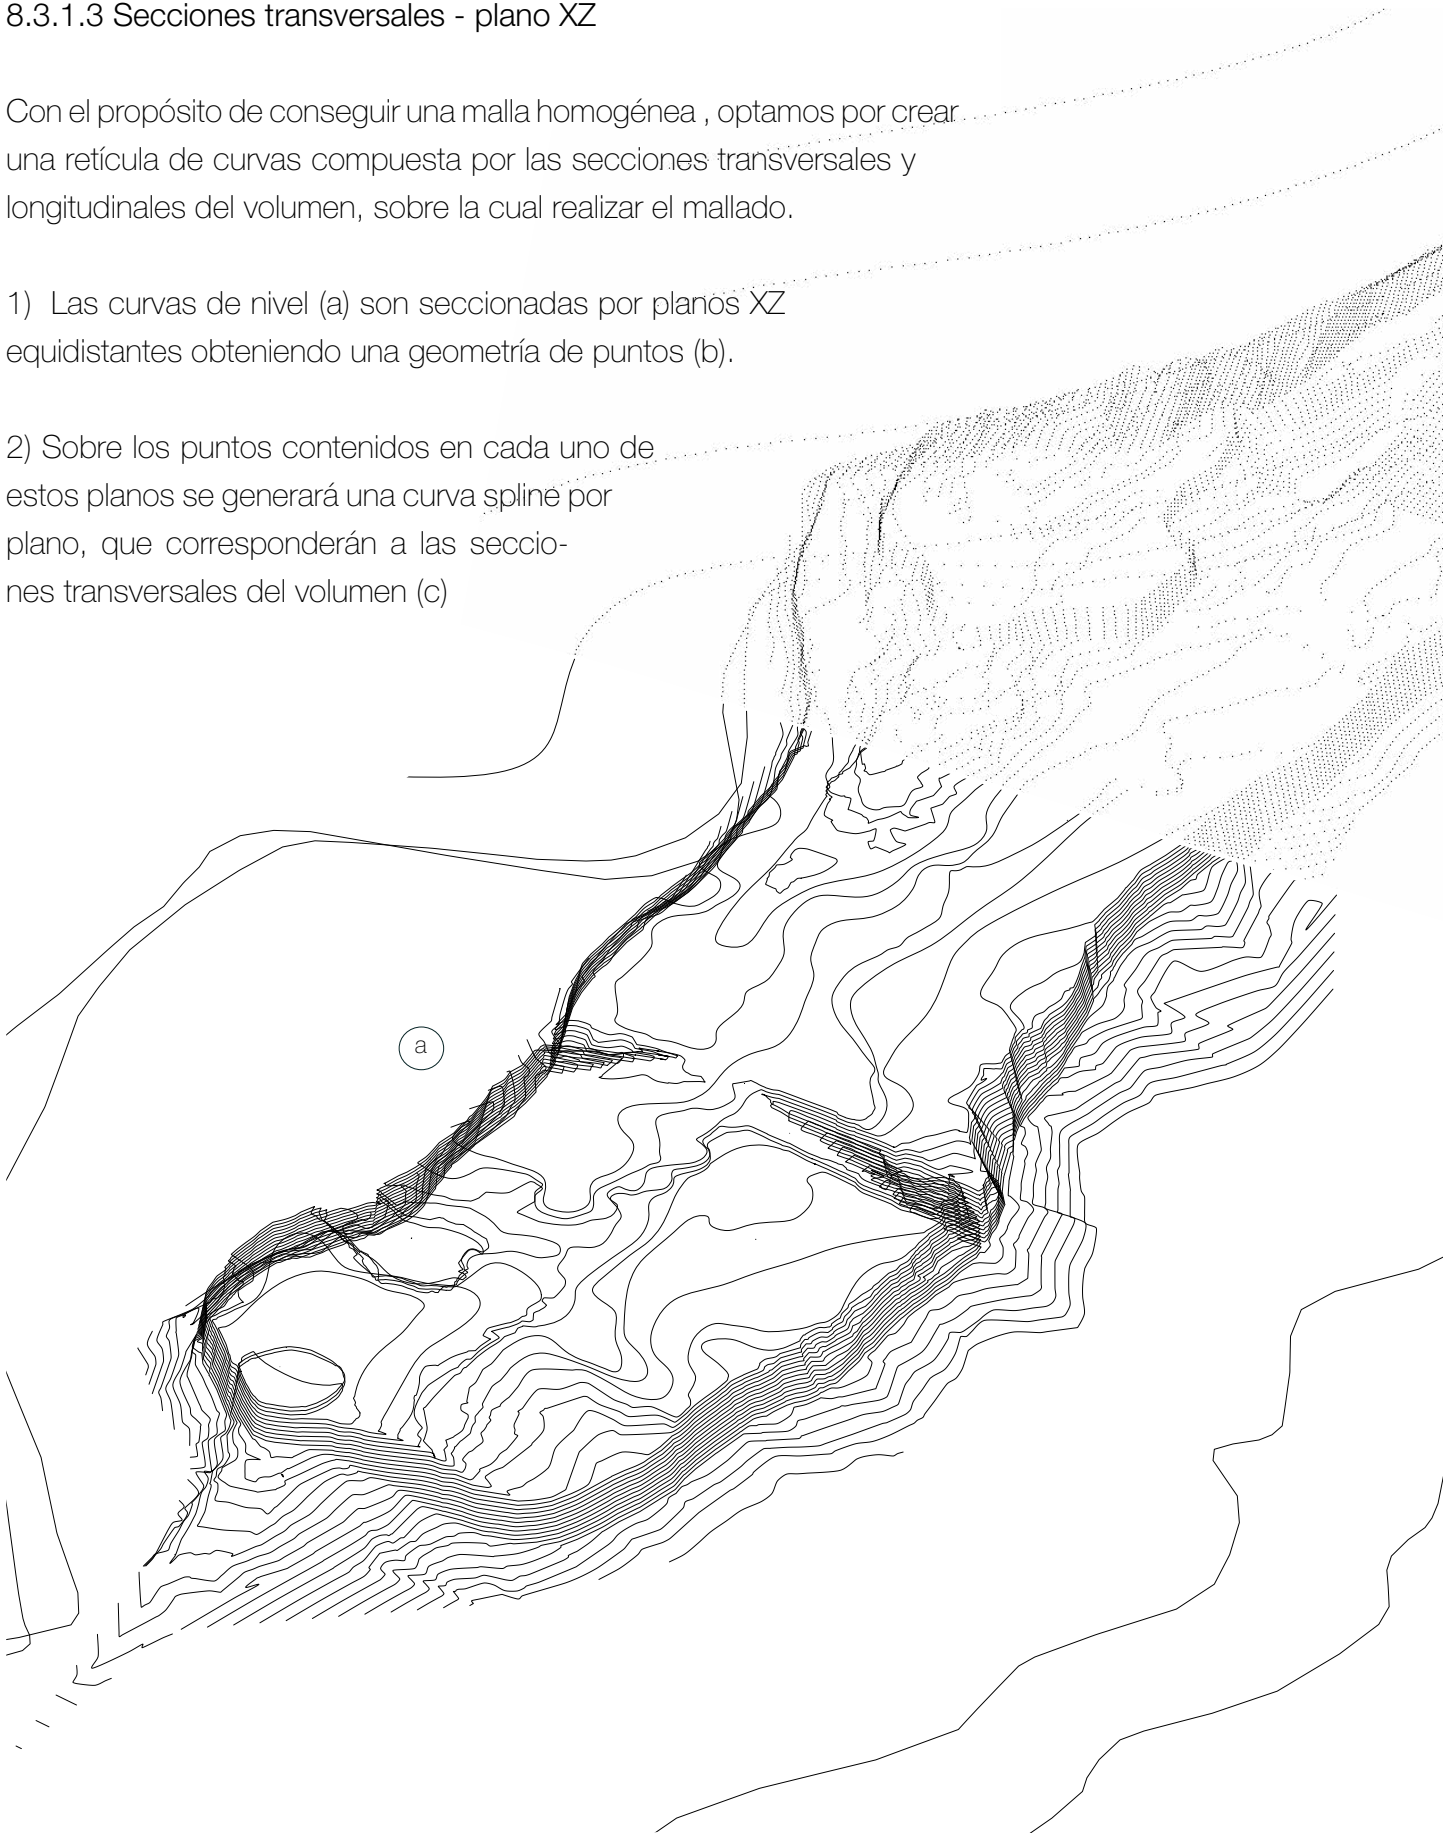 8.3.1.3 Secciones transversales - plano XZ
Con el propósito de conseguir una malla homogénea , optamos por crear
una retícula de curvas compuesta por las secciones transversales y
longitudinales del volumen, sobre la cual realizar el mallado.
1) Las curvas de nivel (a) son seccionadas por planos XZ
equidistantes obteniendo una geometría de puntos (b).
2) Sobre los puntos contenidos en cada uno de
estos planos se generará una curva spline por
plano, que corresponderán a las seccio-
nes transversales del volumen (c)
a